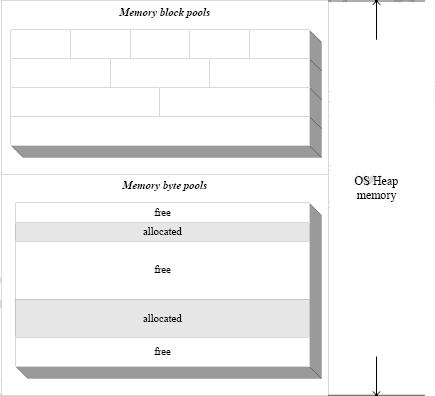 Memory block pools
Memory byte pools
free
allocated
free
allocated
free
OS Heap
memory